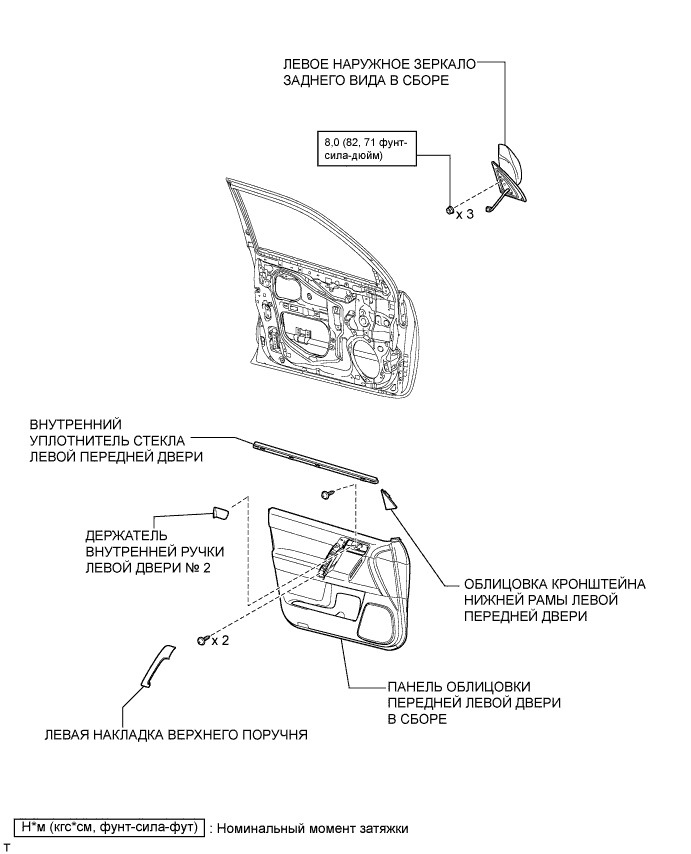 ЛЕВОЕ НАРУЖНОЕ ЗЕРКАЛО
ЗАДНЕГО ВИДА В СБОРЕ
8,0 (82, 71 фунт-
сила-дюйм)
x 3
ВНУТРЕННИЙ
УПЛОТНИТЕЛЬ СТЕКЛА
ЛЕВОЙ ПЕРЕДНЕЙ ДВЕРИ
ДЕРЖАТЕЛЬ
ВНУТРЕННЕЙ РУЧКИ
ЛЕВОЙ ДВЕРИ № 2
ОБЛИЦОВКА КРОНШТЕЙНА
НИЖНЕЙ РАМЫ ЛЕВОЙ
ПЕРЕДНЕЙ ДВЕРИ
x 2
ПАНЕЛЬ ОБЛИЦОВКИ
ПЕРЕДНЕЙ ЛЕВОЙ ДВЕРИ
В СБОРЕ
ЛЕВАЯ НАКЛАДКА ВЕРХНЕГО ПОРУЧНЯ
Н*м (кгс*см, фунт-сила-фут) : Номинальный момент затяжки
T